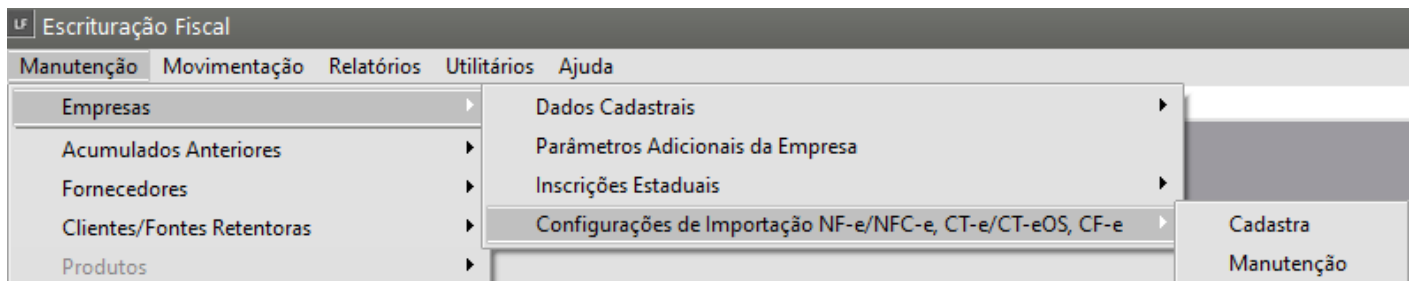 LF Escrituração Fiscal
Manutenção Movimentação Relatórios Utilitários Ajuda
Empresas
Acumulados Anteriores
Fornecedores
Clientes/Fontes Retentoras
Produtos
Dados Cadastrais
Parâmetros Adicionais da Empresa
Inscrições Estaduais
Configurações de Importação NF-e/NFC-e, CT-e/CT-eOS, CF-e
Cadastra
Manutenção